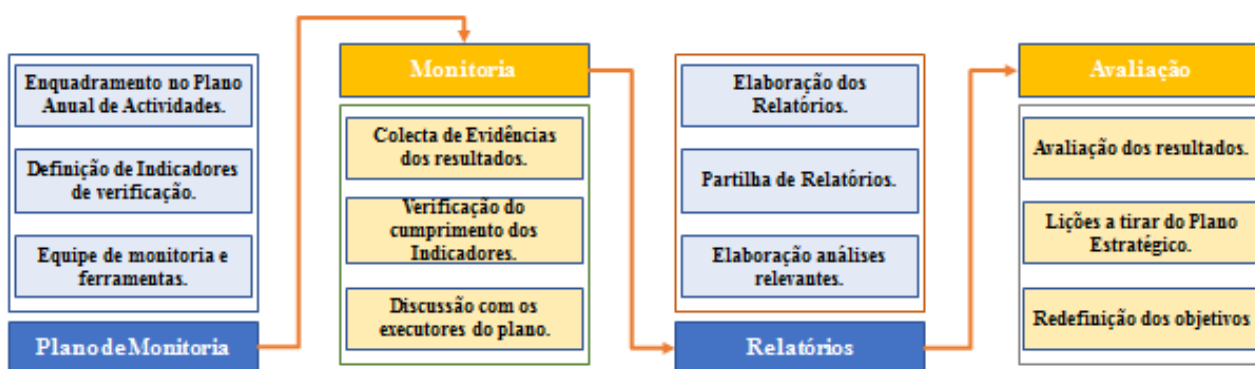 Enquadramento no Plano
Anual de Actividades.
Definição de Indicadores
de verificação.
Equipe de monitoria e
ferramentas.
Plano de Monitoria
Monitoria
Colecta de Evidências
dos resultados.
Verificação do
cumprimento dos
Indicadores.
Discussão com os
executores do plano.
Elaboração dos
Relatórios.
Partilha de Relatórios.
Elaboração análises
relevantes.
Relatórios
Avaliação
Avaliação dos resultados.
Lições a tirar do Plano
Estratégico.
Redefinição dos objetivos